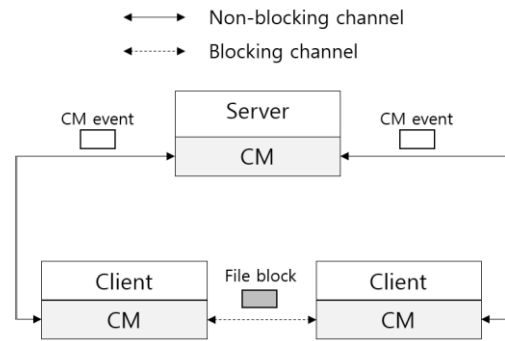 Non-blocking channel
Blocking channel
CM event
Server
CM event
CM
Client
File block
Client
CM
CM